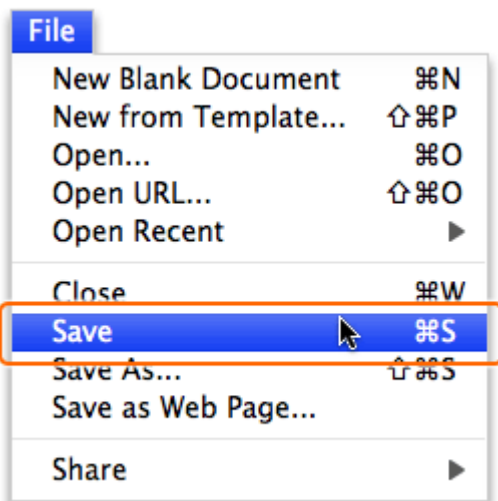 File
New Blank Document ⌘N
New from Template... ⇧⌘P
Open... ⌘O
Open URL... ⇧⌘O
Open Recent ▶
Close ⌘W
Save ⌘S
Save As... ⇧⌘S
Save as Web Page...
Share ▶